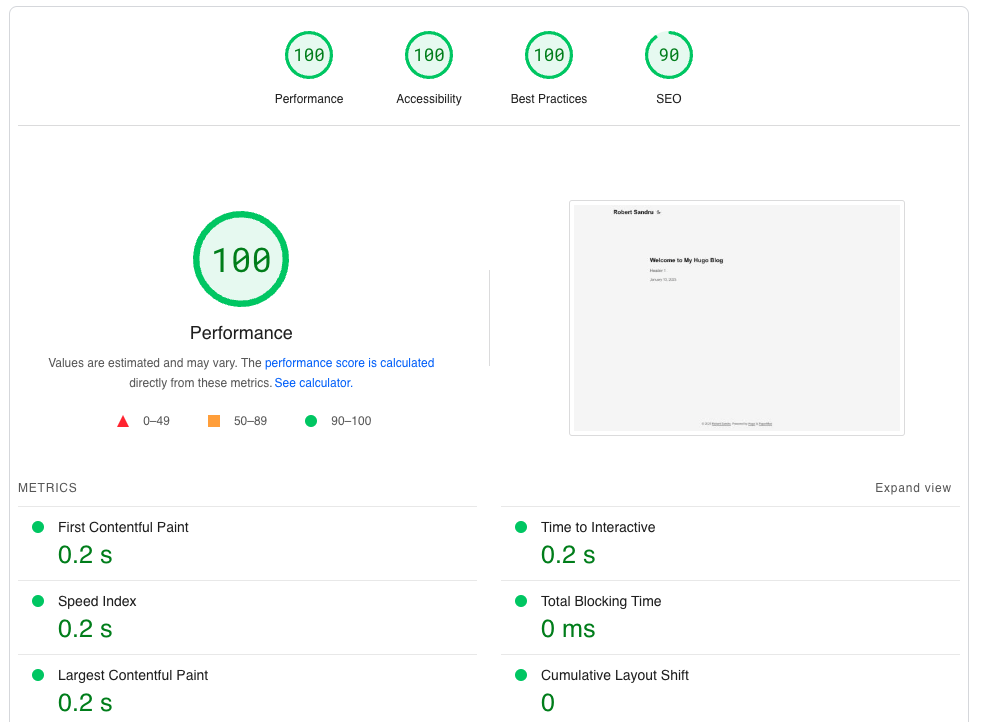 100 100 100 90
Performance Accessibility Best Practices SEO
100
Performance
Values are estimated and may vary. The performance score is calculated
directly from these metrics. See calculator.
0–49 50–89 90–100
Robert Sandru
Welcome to My Hugo Blog
METRICS Expand view
First Contentful Paint
0.2 s
Time to Interactive
0.2 s
Speed Index
0.2 s
Total Blocking Time
0 ms
Largest Contentful Paint
0.2 s
Cumulative Layout Shift
0